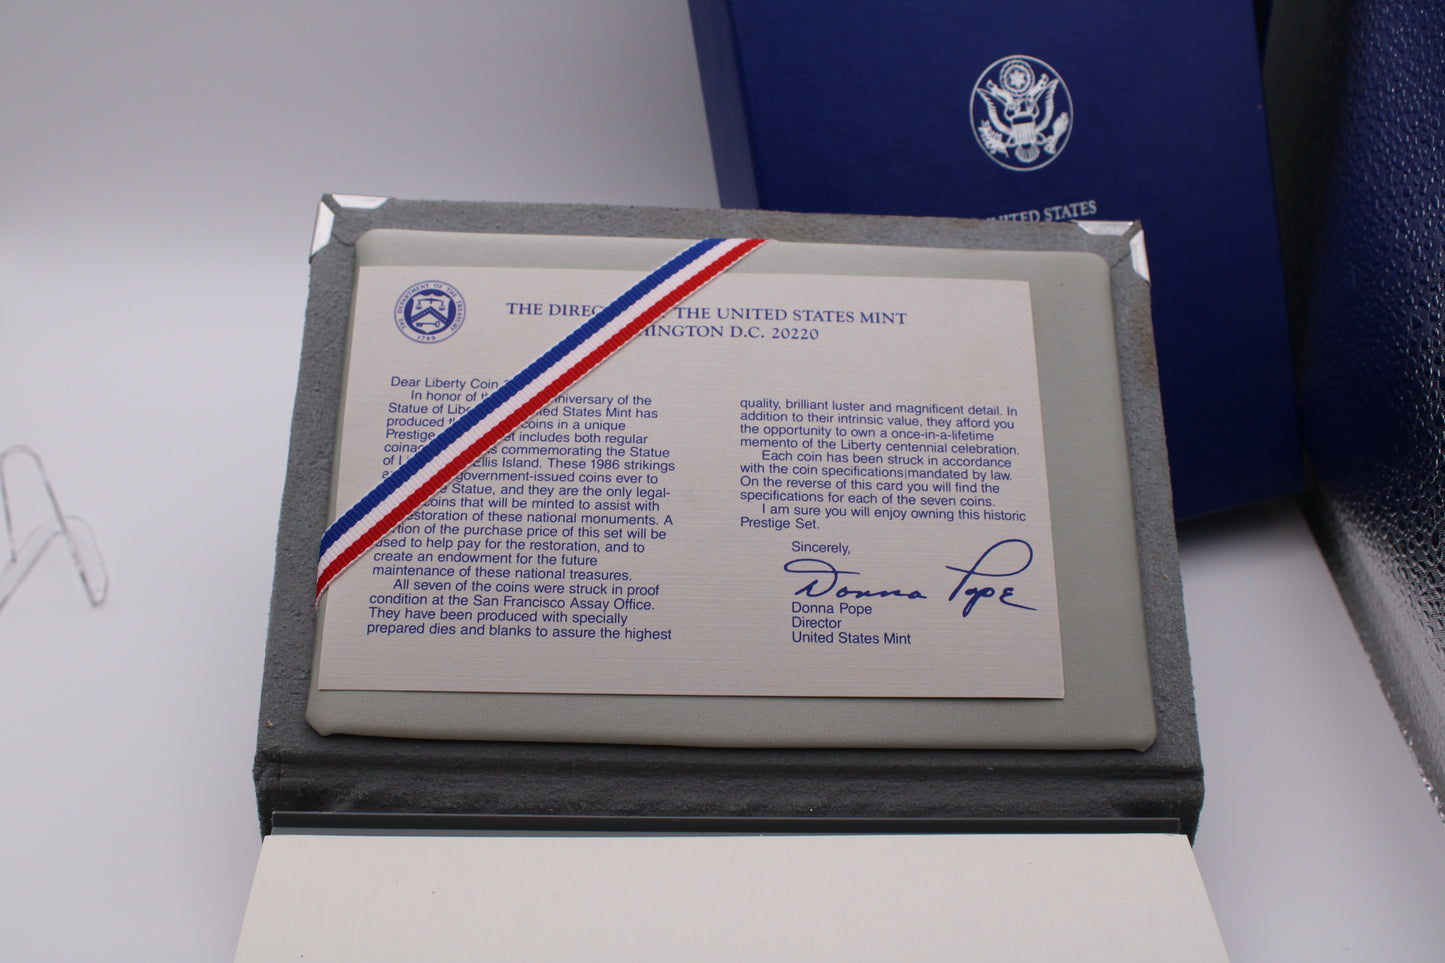 UNITED STATES
THE DEPARTMENT OF THE TREASURY
1789
THE THE UNITED STATES MINT
D.C. 20220
Dear Liberty Coin
In honor of of the
Statue of States Mint has
produced coins in a unique
Prestige includes both regular
commemorating the Statue
of Ellis Island. These 1986 strikings
government-issued coins ever to
Statue, and they are the only legal-
coins that will be minted to assist with
of these national monuments. A
of the purchase price of this set will be
used to help pay for the restoration, and to
create an endowment for the future
maintenance of these national treasures.
All seven of the coins were struck in proof
condition at the San Francisco Assay Office.
They have been produced with specially
prepared dies and blanks to assure the highest
quality, brilliant luster and magnificent detail. In
addition to their intrinsic value, they afford you
the opportunity to own a once-in-a-lifetime
memento of the Liberty centennial celebration.
Each coin has been struck in accordance
with the coin specifications mandated by law.
On the reverse of this card you will find the
specifications for each of the seven coins.
I am sure you will enjoy owning this historic
Prestige Set.
Sincerely,
Donna Pope
Donna Pope
Director
United States Mint